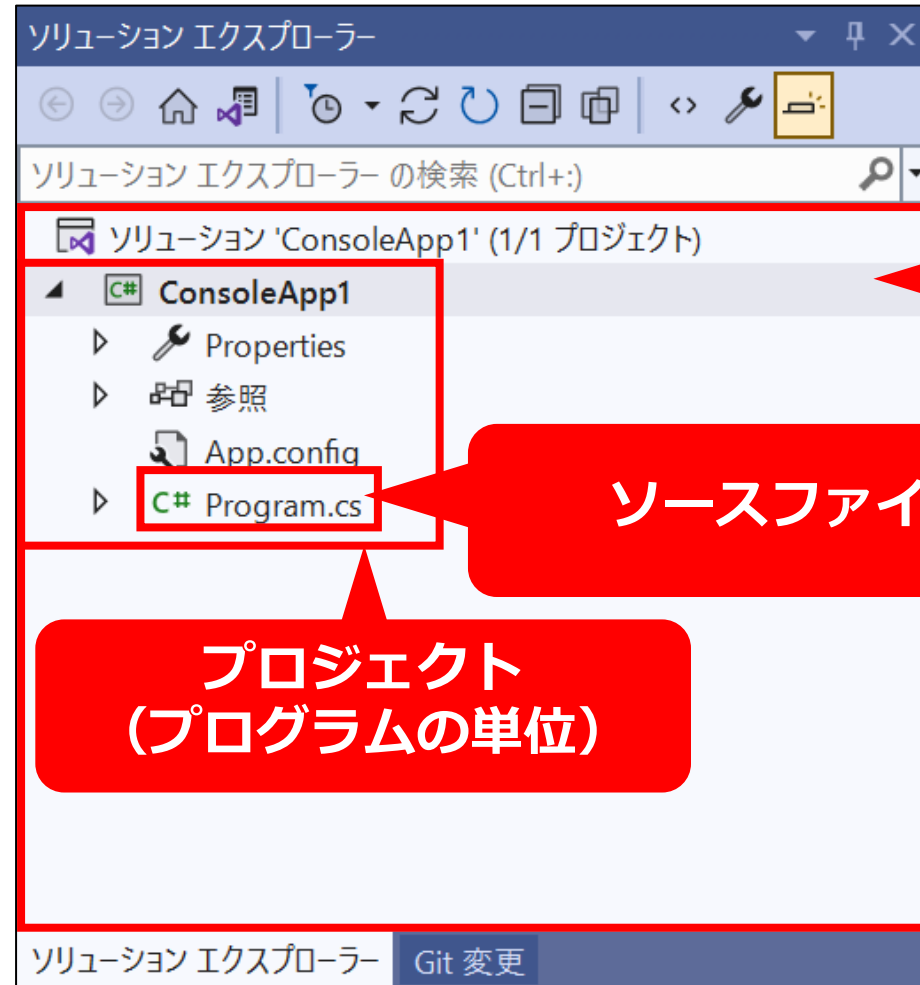 ソリューション エクスプローラー
ソリューション エクスプローラー の検索 (Ctrl+:)
ソリューション 'ConsoleApp1' (1/1 プロジェクト)
C# ConsoleApp1
Properties
参照
App.config
C# Program.cs
ソースファイ
プロジェクト
（プログラムの単位）
ソリューション エクスプローラー Git 変更